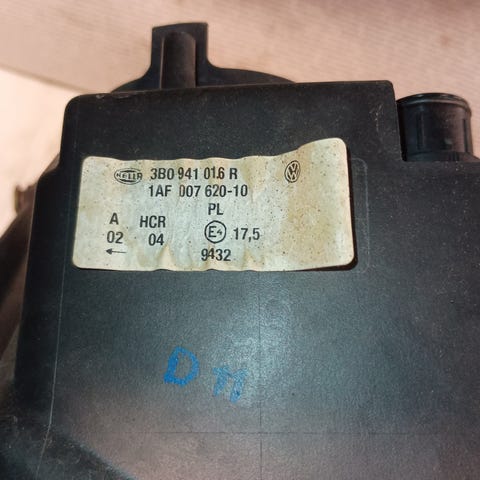 HELLA 3B0 941 016 R
1AF 007 620-10
PL
A HCR
02 04 E4 17,5
←
9432
D 11